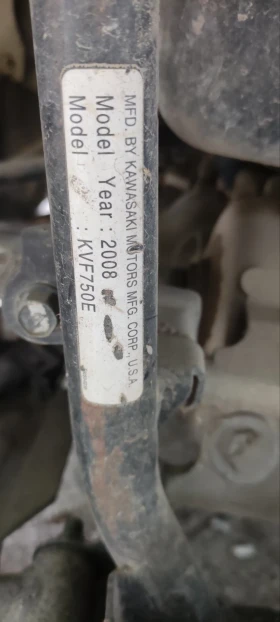 MFD. BY KAWASAKI MOTORS MFG. CORP., U.S.A.
Model Year : 2008
Model : KVF750E